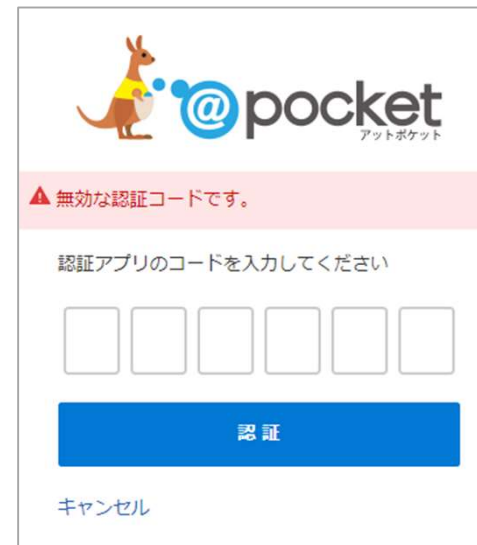 @pocket
アットポケット
無効な認証コードです。
認証アプリのコードを入力してください
認証
キャンセル